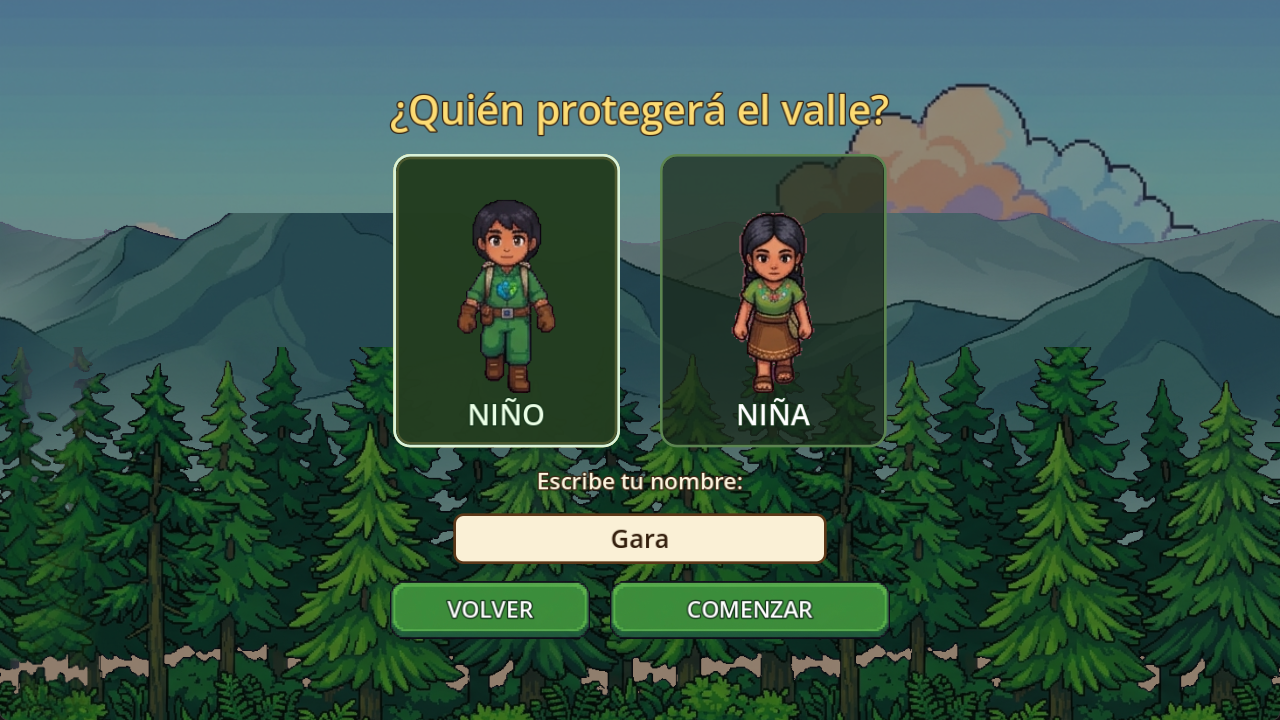 ¿Quién protegerá el valle?
NIÑO
NIÑA
Escribe tu nombre:
Gara
VOLVER
COMENZAR